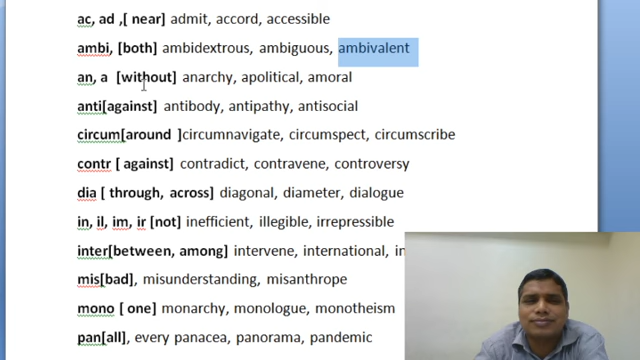 ac, ad ,[ near] admit, accord, accessible
ambi, [both] ambidextrous, ambiguous, ambivalent
an, a [without] anarchy, apolitical, amoral
anti[against] antibody, antipathy, antisocial
circum[around ]circumnavigate, circumspect, circumscribe
contr [ against] contradict, contravene, controversy
dia [ through, across] diagonal, diameter, dialogue
in, il, im, ir [not] inefficient, illegible, irrepressible
inter[between, among] intervene, international,
mis[bad], misunderstanding, misanthrope
mono [ one] monarchy, monologue, monotheism
pan[all], every panacea, panorama, pandemic